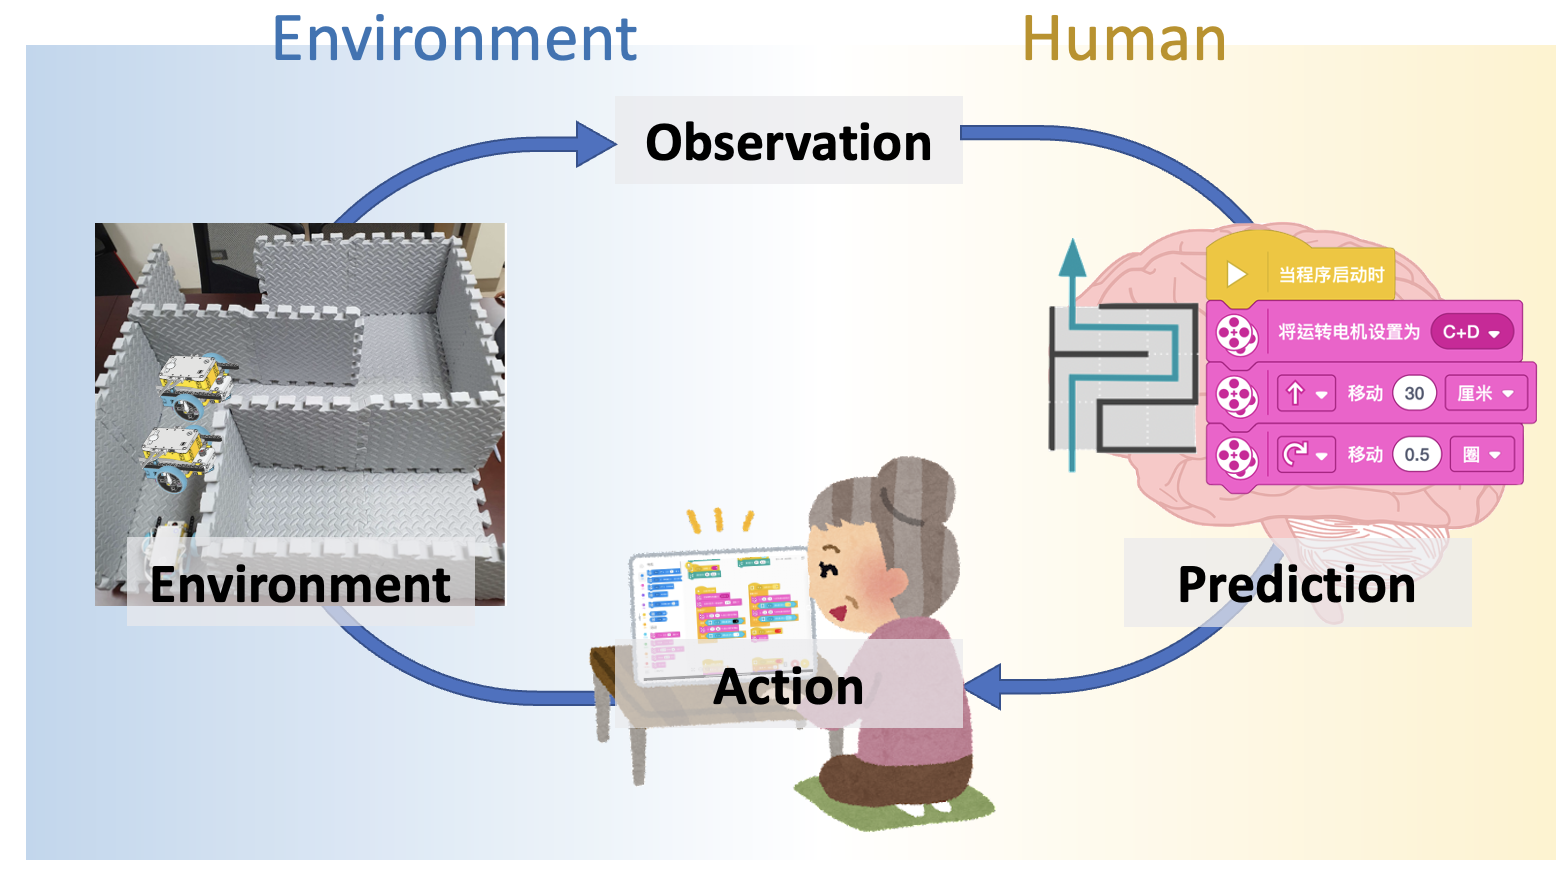 Environment
Human
Observation
当程序启动时
将运转电机设置为 C+D
移动 30 厘米
移动 0.5 圈
Environment
Prediction
Action